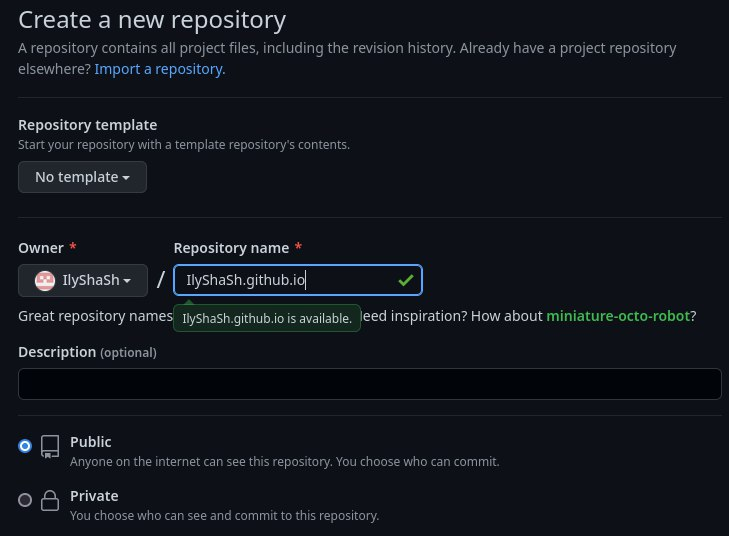 Create a new repository
A repository contains all project files, including the revision history. Already have a project repository
elsewhere? Import a repository.
Repository template
Start your repository with a template repository's contents.
No template
Owner *
Repository name *
IlyShaSh / IlyShaSh.github.io
Great repository names eed inspiration? How about miniature-octo-robot?
IlyShaSh.github.io is available.
Description (optional)
Public
Anyone on the internet can see this repository. You choose who can commit.
Private
You choose who can see and commit to this repository.